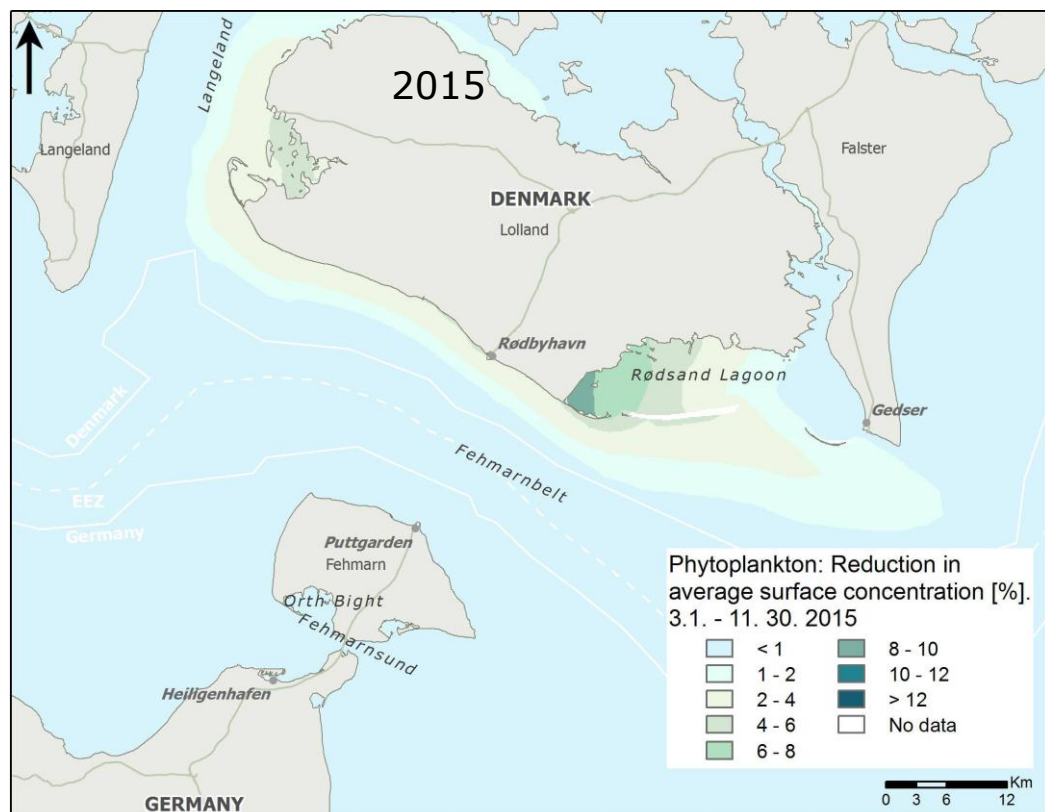 2015
Langeland
Langeland
Falster
DENMARK
Lolland
Rødbyhavn
Rødsand Lagoon
Gedser
Denmark
Fehmarnbelt
EEZ
Germany
Puttgarden
Fehmarn
Orth Bight
Fehmarnsund
Heiligenhafen
GERMANY
Phytoplankton: Reduction in
average surface concentration [%].
3.1. - 11. 30. 2015
< 1
1 - 2
2 - 4
4 - 6
6 - 8
8 - 10
10 - 12
> 12
No data
Km
0 3 6 12